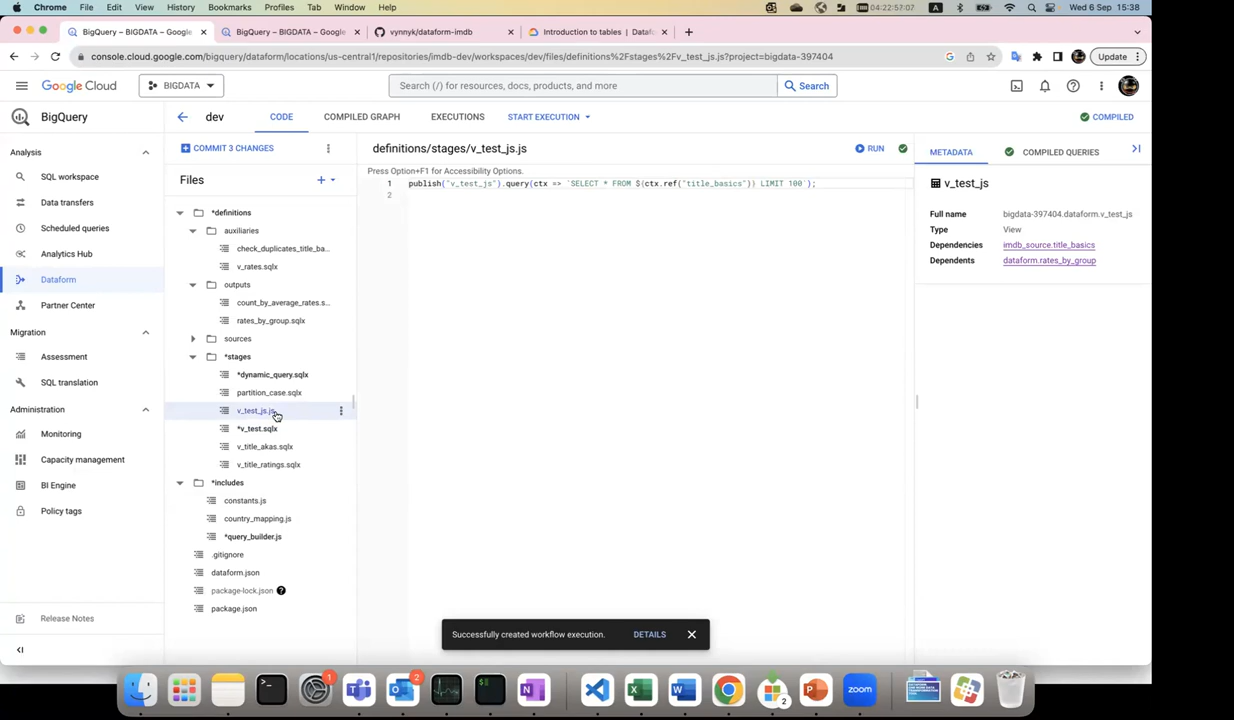 Chrome File Edit View History Bookmarks Profiles Tab Window Help 04:22:57:07 A Wed 6 Sep 15:38
BigQuery – BIGDATA – Google
BigQuery – BIGDATA – Google
vynnyk/dataform-imdb
Introduction to tables | Datafo
console.cloud.google.com/bigquery/dataform/locations/us-central1/repositories/imdb-dev/workspaces/dev/files/definitions%2Fstages%2Fv_test_js.js?project=bigdata-397404
Update
Google Cloud
BIGDATA
Search (/) for resources, docs, products, and more
Search
BigQuery
dev
CODE
COMPILED GRAPH
EXECUTIONS
START EXECUTION
COMPILED
Analysis
SQL workspace
Data transfers
Scheduled queries
Analytics Hub
Dataform
Partner Center
Migration
Assessment
SQL translation
Administration
Monitoring
Capacity management
BI Engine
Policy tags
Release Notes
COMMIT 3 CHANGES
Files
*definitions
auxiliaries
check_duplicates_title_ba...
v_rates.sqlx
outputs
count_by_average_rates.s...
rates_by_group.sqlx
sources
*stages
*dynamic_query.sqlx
partition_case.sqlx
v_test_js.js
*v_test.sqlx
v_title_akas.sqlx
v_title_ratings.sqlx
*includes
constants.js
country_mapping.js
*query_builder.js
.gitignore
dataform.json
package-lock.json
package.json
definitions/stages/v_test_js.js
RUN
Press Option+F1 for Accessibility Options.
1 publish("v_test_js").query(ctx => `SELECT * FROM ${ctx.ref("title_basics")} LIMIT 100`);
2
METADATA
COMPILED QUERIES
v_test_js
Full name bigdata-397404.dataform.v_test_js
Type View
Dependencies imdb_source.title_basics
Dependents dataform.rates_by_group
Successfully created workflow execution. DETAILS
1
2
2
zoom